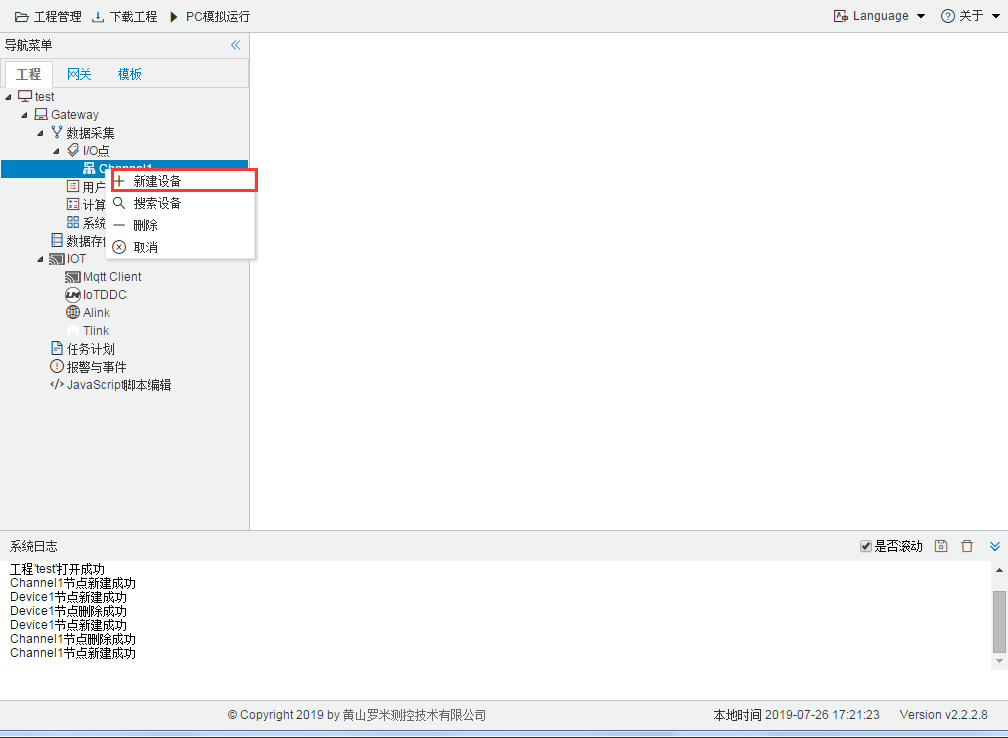 工程管理 下载工程 PC模拟运行 Language 关于
导航菜单
工程 网关 模板
test
Gateway
数据采集
I/O点
Channel1
新建设备
用户
搜索设备
计算
删除
系统
取消
数据存
IOT
Mqtt Client
IoTDDC
Alink
Tlink
任务计划
报警与事件
JavaScript脚本编辑
系统日志 是否滚动
工程'test'打开成功
Channel1节点新建成功
Device1节点新建成功
Device1节点删除成功
Device1节点新建成功
Channel1节点删除成功
Channel1节点新建成功
© Copyright 2019 by 黄山罗米测控技术有限公司 本地时间 2019-07-26 17:21:23 Version v2.2.2.8